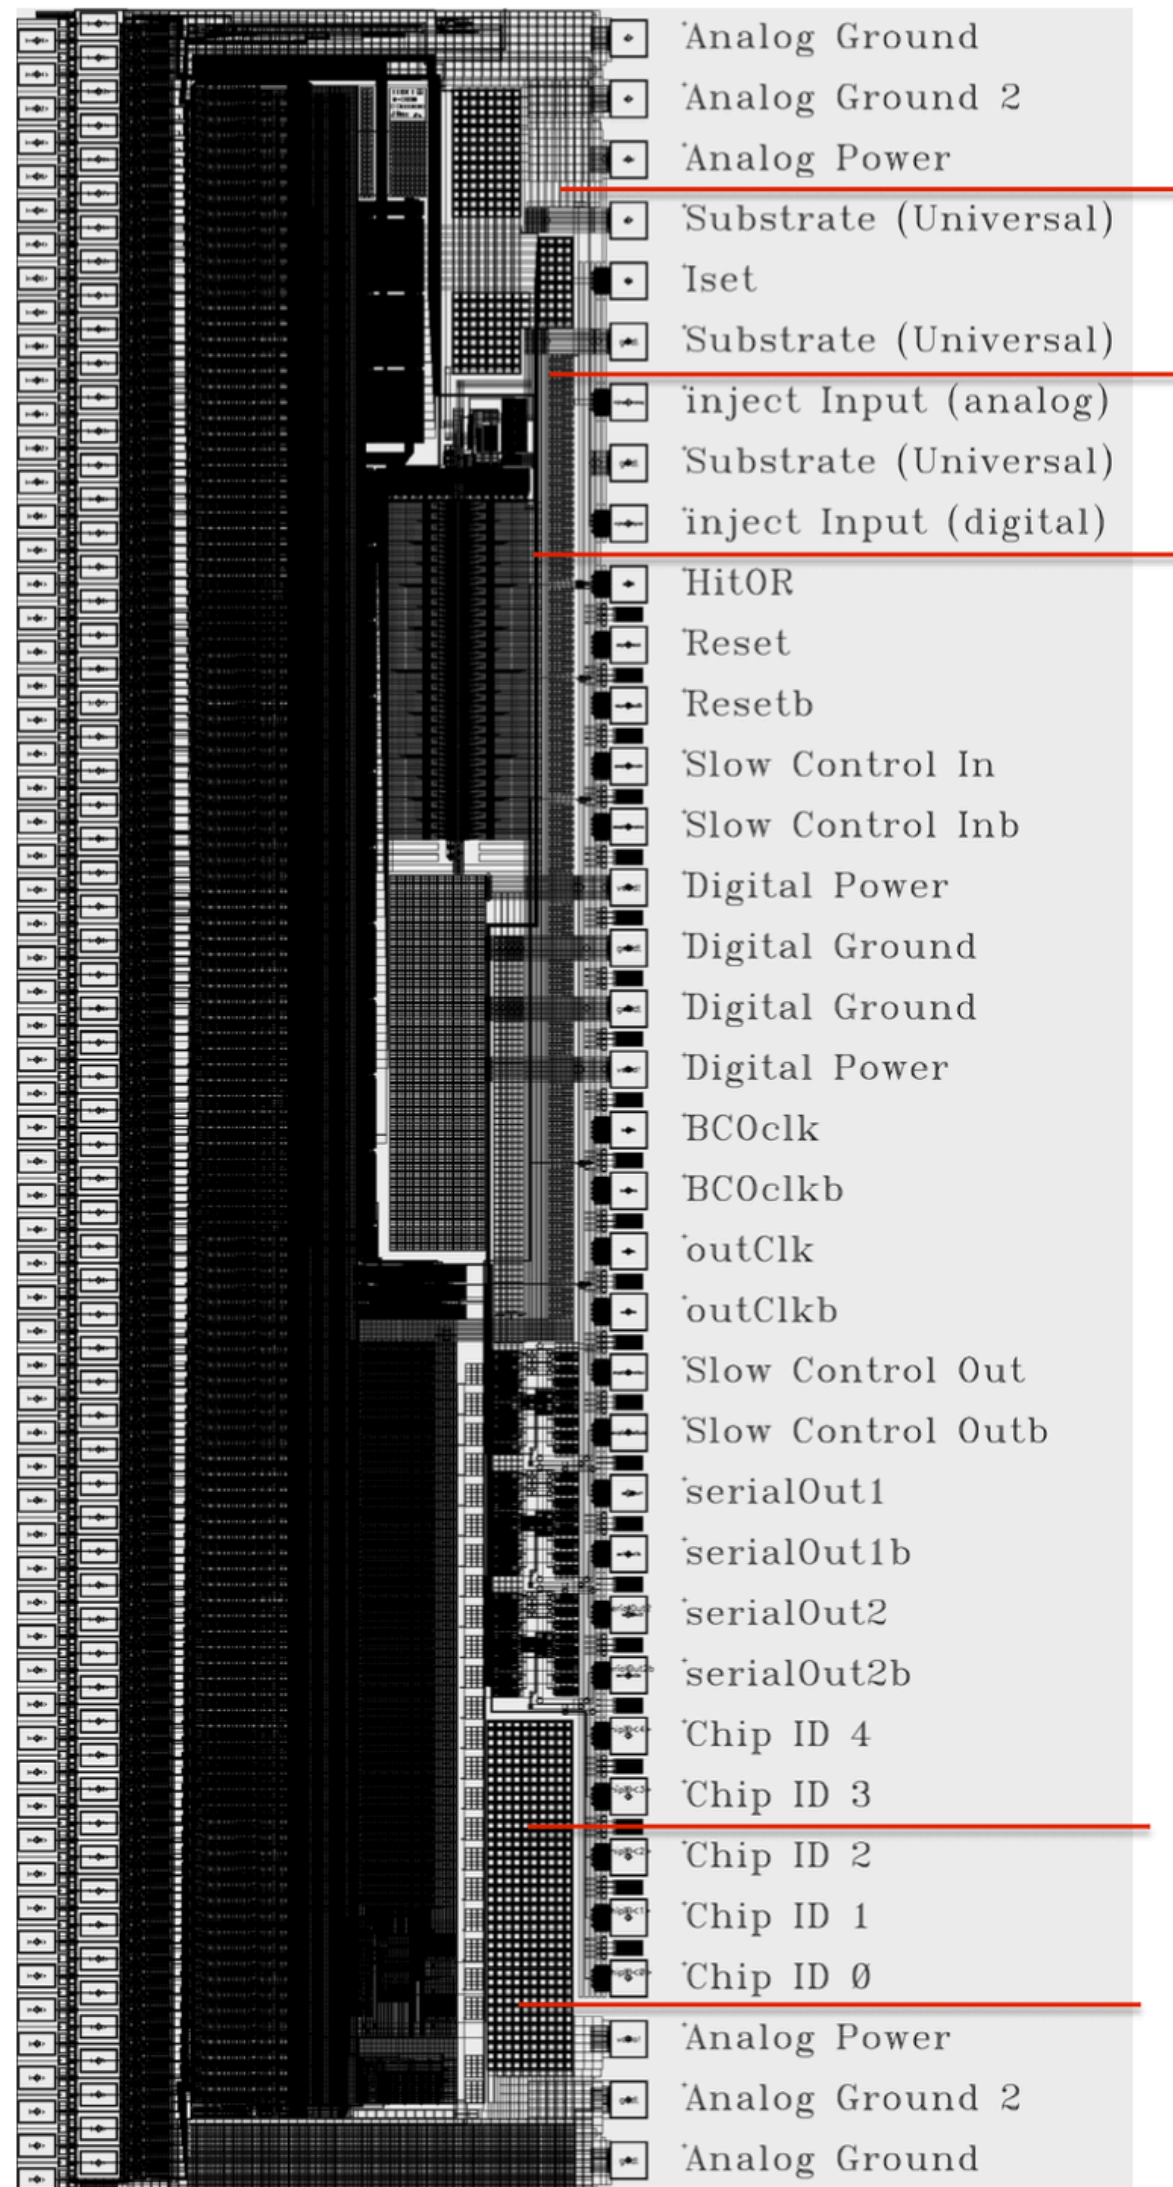 Analog Ground
Analog Ground 2
Analog Power
Substrate (Universal)
Iset
Substrate (Universal)
inject Input (analog)
Substrate (Universal)
inject Input (digital)
HitOR
Reset
Resetb
Slow Control In
Slow Control Inb
Digital Power
Digital Ground
Digital Ground
Digital Power
BCOclk
BCOclkb
outClk
outClkb
Slow Control Out
Slow Control Outb
serialOut1
serialOut1b
serialOut2
serialOut2b
Chip ID 4
Chip ID 3
Chip ID 2
Chip ID 1
Chip ID 0
Analog Power
Analog Ground 2
Analog Ground